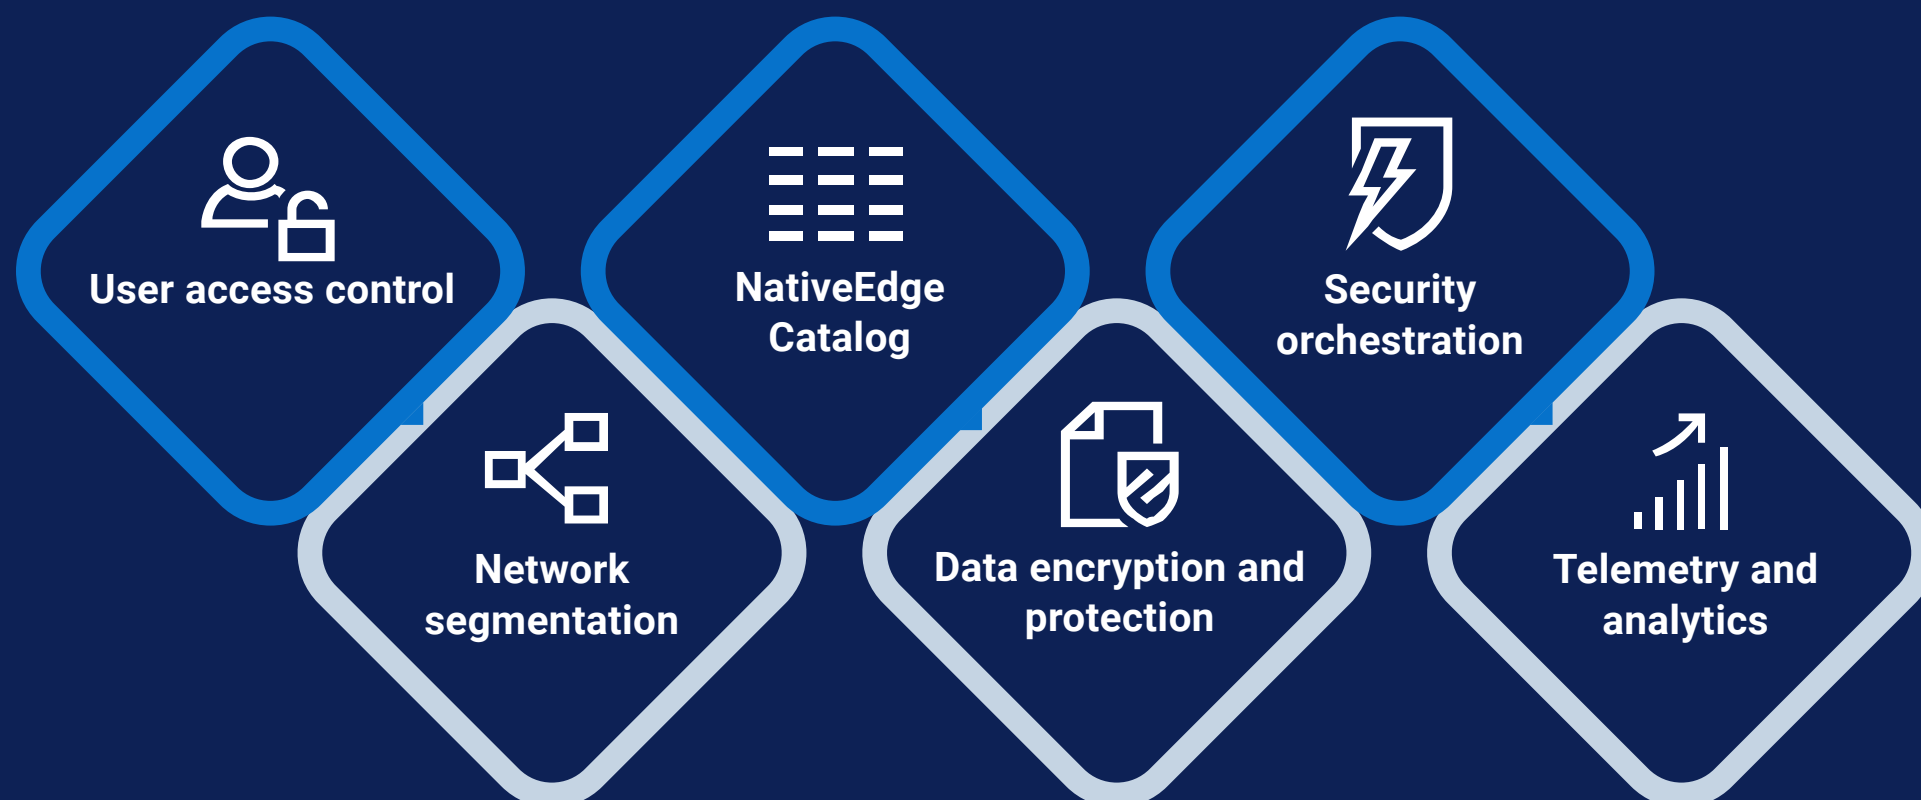 User access control
NativeEdge
Catalog
Security
orchestration
Network
segmentation
Data encryption and
protection
Telemetry and
analytics